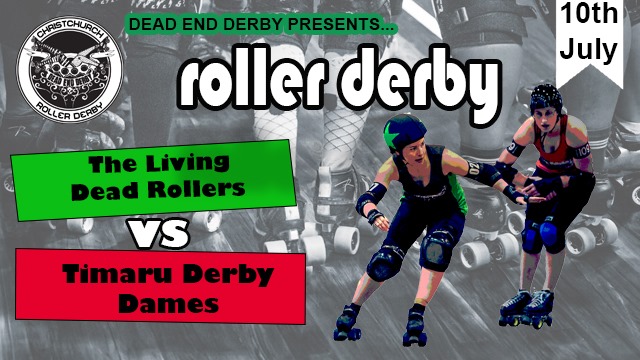 DEAD END DERBY PRESENTS...
10th
July
CHRISTCHURCH
ROLLER DERBY
roller derby
The Living
Dead Rollers
vs
Timaru Derby
Dames